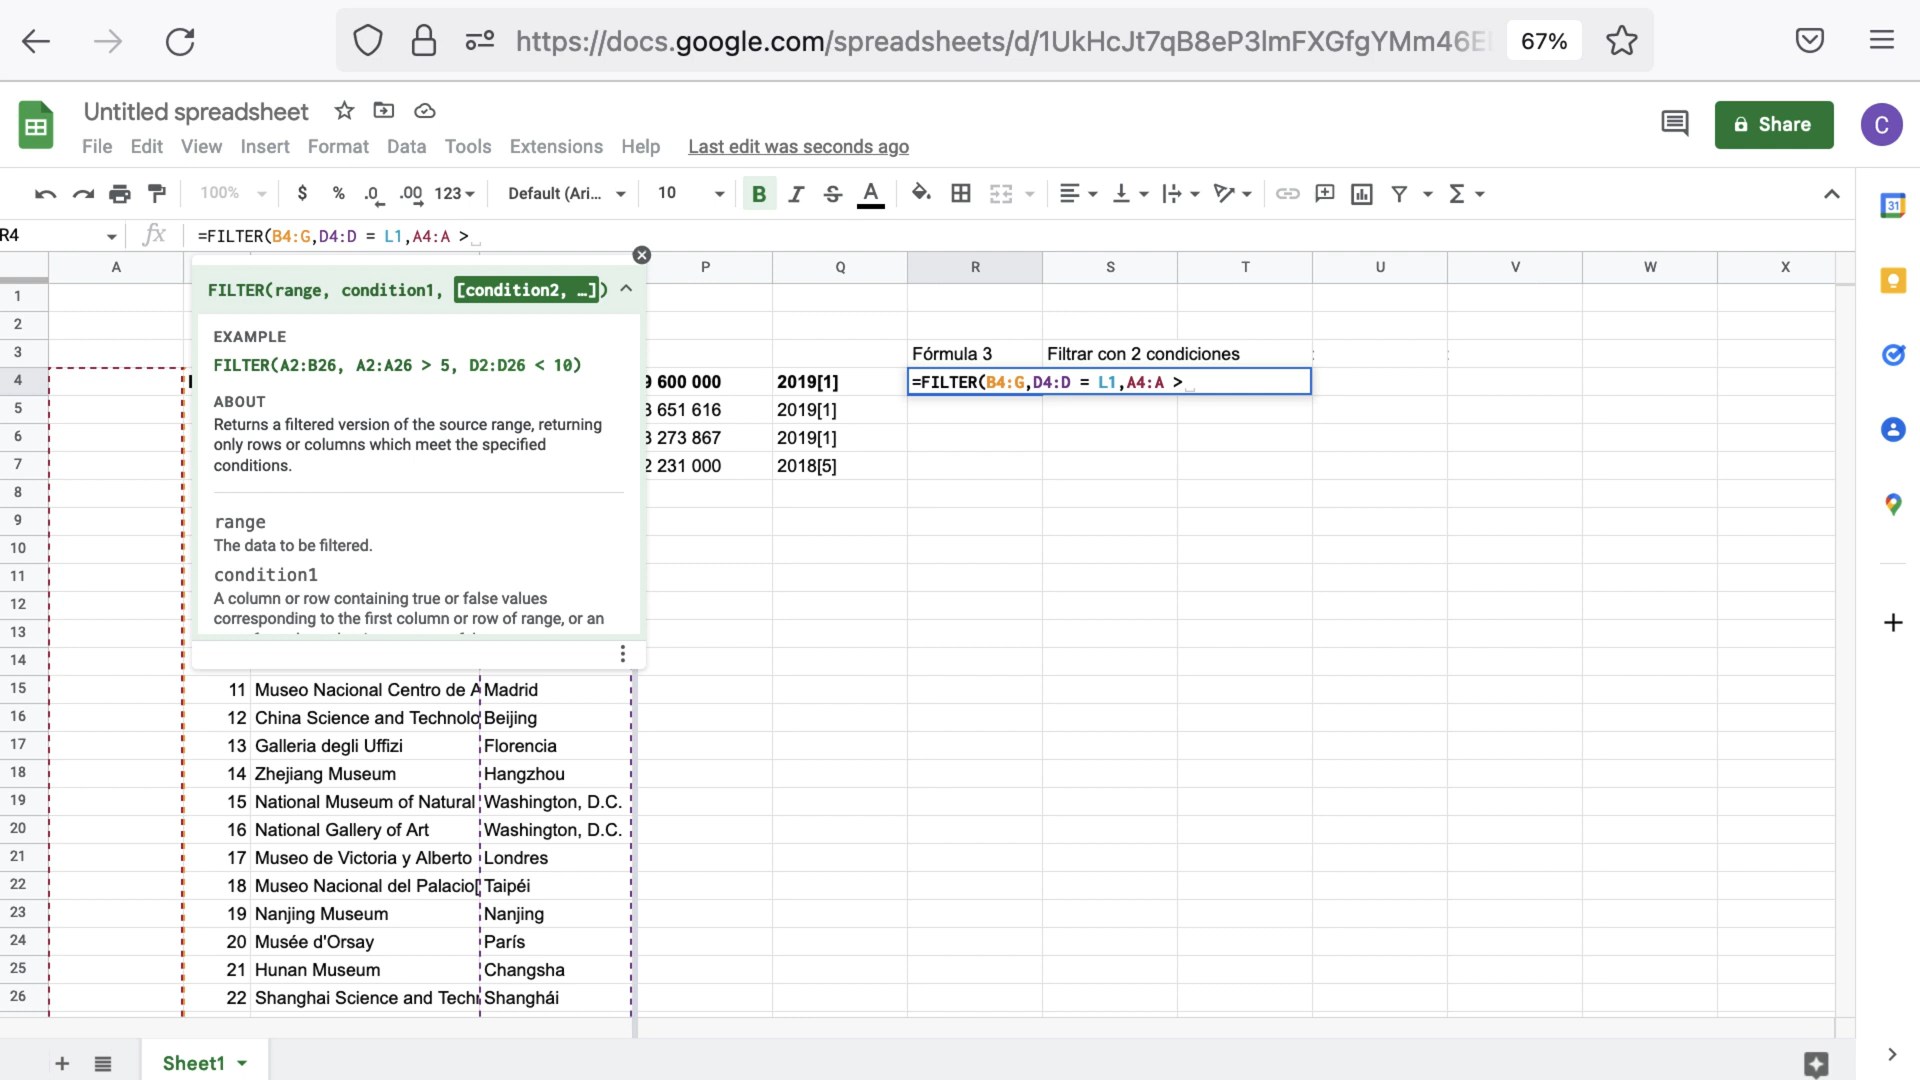 https://docs.google.com/spreadsheets/d/1UkHcJt7qB8eP3lmFXGfgYMm46E
67%
Untitled spreadsheet
Share
C
File Edit View Insert Format Data Tools Extensions Help Last edit was seconds ago
100% $ % .0 .00 123 Default (Ari... 10 B I S A Σ
31
R4 fx =FILTER(B4:G,D4:D = L1,A4:A >
A P Q R S T U V W X
FILTER(range, condition1, [condition2, …])
1
EXAMPLE
2
FILTER(A2:B26, A2:A26 > 5, D2:D26 < 10)
3 Fórmula 3 Filtrar con 2 condiciones
4 9 600 000 2019[1] =FILTER(B4:G,D4:D = L1,A4:A >
ABOUT
5 3 651 616 2019[1]
Returns a filtered version of the source range, returning
6 3 273 867 2019[1]
only rows or columns which meet the specified
7 2 231 000 2018[5]
conditions.
8
9
range
10
The data to be filtered.
11
condition1
12
A column or row containing true or false values
13
corresponding to the first column or row of range, or an
14
15 11 Museo Nacional Centro de A Madrid
16 12 China Science and Technolo Beijing
17 13 Galleria degli Uffizi Florencia
18 14 Zhejiang Museum Hangzhou
19 15 National Museum of Natural Washington, D.C.
20 16 National Gallery of Art Washington, D.C.
21 17 Museo de Victoria y Alberto Londres
22 18 Museo Nacional del Palacio[ Taipéi
23 19 Nanjing Museum Nanjing
24 20 Musée d'Orsay París
25 21 Hunan Museum Changsha
26 22 Shanghai Science and Tech Shanghái
Sheet1